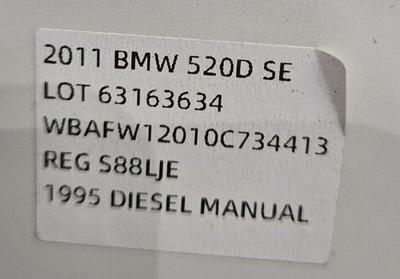 2011 BMW 520D SE
LOT 63163634
WBAFW12010C734413
REG S88LJE
1995 DIESEL MANUAL